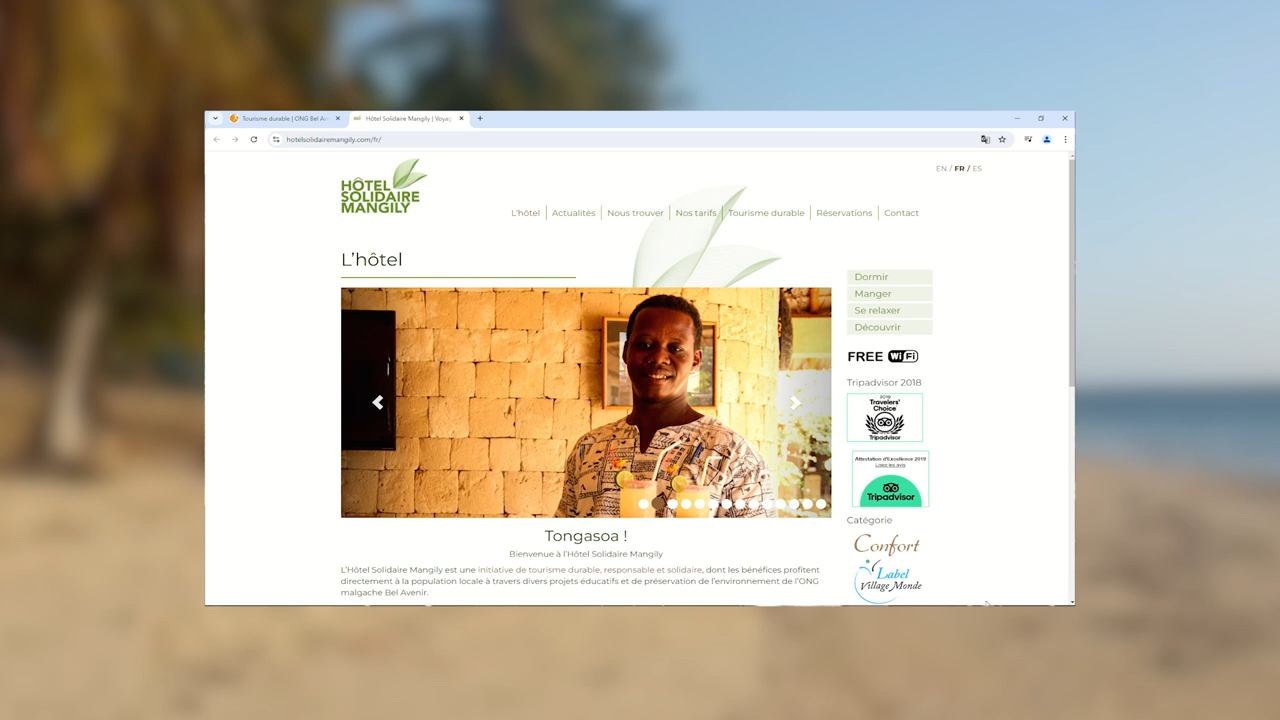 Tourisme durable | ONG Bel Av
Hôtel Solidaire Mangily | Voya
hotelsolidairemangily.com/fr/
EN / FR / ES
HÔTEL
SOLIDAIRE
MANGILY
L'hôtel
Actualités
Nous trouver
Nos tarifs
Tourisme durable
Réservations
Contact
L'hôtel
Dormir
Manger
Se relaxer
Découvrir
FREE WiFi
Tripadvisor 2018
2019
Travelers'
Choice
Tripadvisor
Attestation d'Excellence 2019
Lisez les avis
Tripadvisor
Catégorie
Confort
Label
Village Monde
Tongasoa !
Bienvenue à l'Hôtel Solidaire Mangily
L'Hôtel Solidaire Mangily est une initiative de tourisme durable, responsable et solidaire, dont les bénéfices profitent
directement à la population locale à travers divers projets éducatifs et de préservation de l'environnement de l'ONG
malgache Bel Avenir.